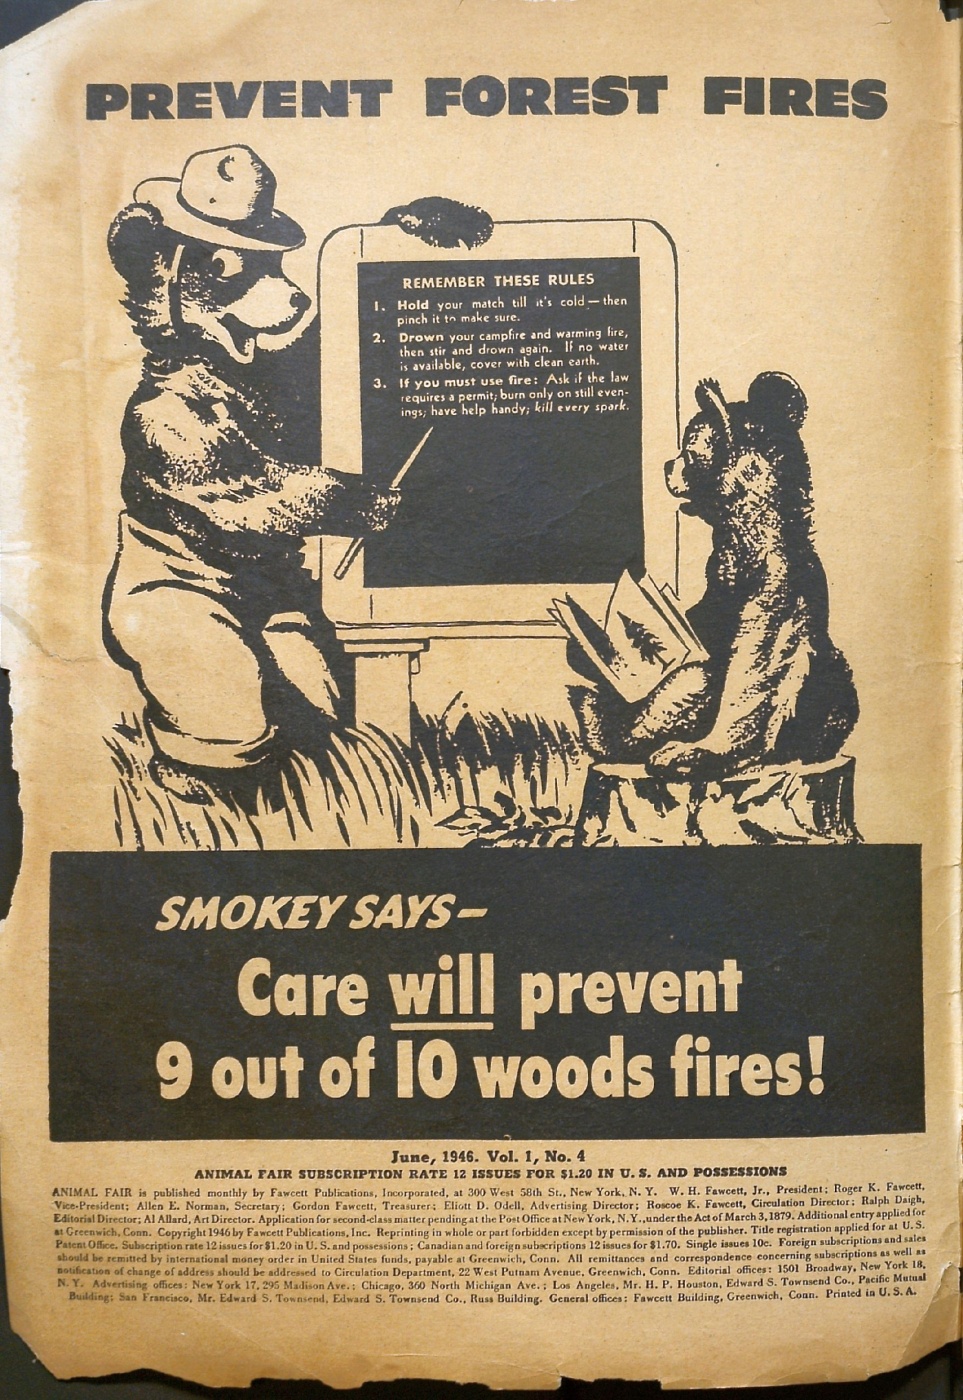 PREVENT FOREST FIRES
REMEMBER THESE RULES
1. Hold your match till it's cold — then
pinch it to make sure.
2. Drown your campfire and warming fire,
then stir and drown again. If no water
is available, cover with clean earth.
3. If you must use fire: Ask if the law
requires a permit; burn only on still even-
ings; have help handy; kill every spark.
SMOKEY SAYS—
Care will prevent
9 out of 10 woods fires!
June, 1946. Vol. 1, No. 4
ANIMAL FAIR SUBSCRIPTION RATE 12 ISSUES FOR $1.20 IN U. S. AND POSSESSIONS
ANIMAL FAIR is published monthly by Fawcett Publications, Incorporated, at 300 West 58th St., New York, N. Y. W. H. Fawcett, Jr., President; Roger K. Fawcett,
Vice-President; Allen E. Norman, Secretary; Gordon Fawcett, Treasurer; Eliott D. Odell, Advertising Director; Roscoe K. Fawcett, Circulation Director; Ralph Daigh,
Editorial Director; Al Allard, Art Director. Application for second-class matter pending at the Post Office at New York, N. Y., under the Act of March 3, 1879. Additional entry applied for
at Greenwich, Conn. Copyright 1946 by Fawcett Publications, Inc. Reprinting in whole or part forbidden except by permission of the publisher. Title registration applied for at U. S.
Patent Office. Subscription rate 12 issues for $1.20 in U. S. and possessions; Canadian and foreign subscriptions 12 issues for $1.70. Single issues 10c. Foreign subscriptions and sales
should be remitted by international money order in United States funds, payable at Greenwich, Conn. All remittances and correspondence concerning subscriptions as well as
notification of change of address should be addressed to Circulation Department, 22 West Putnam Avenue, Greenwich, Conn. Editorial offices: 1501 Broadway, New York 18,
N. Y. Advertising offices: New York 17, 295 Madison Ave.; Chicago, 360 North Michigan Ave.; Los Angeles, Mr. H. P. Houston, Edward S. Townsend Co., Pacific Mutual
Building; San Francisco, Mr. Edward S. Townsend, Edward S. Townsend Co., Russ Building. General offices: Fawcett Building, Greenwich, Conn. Printed in U. S. A.